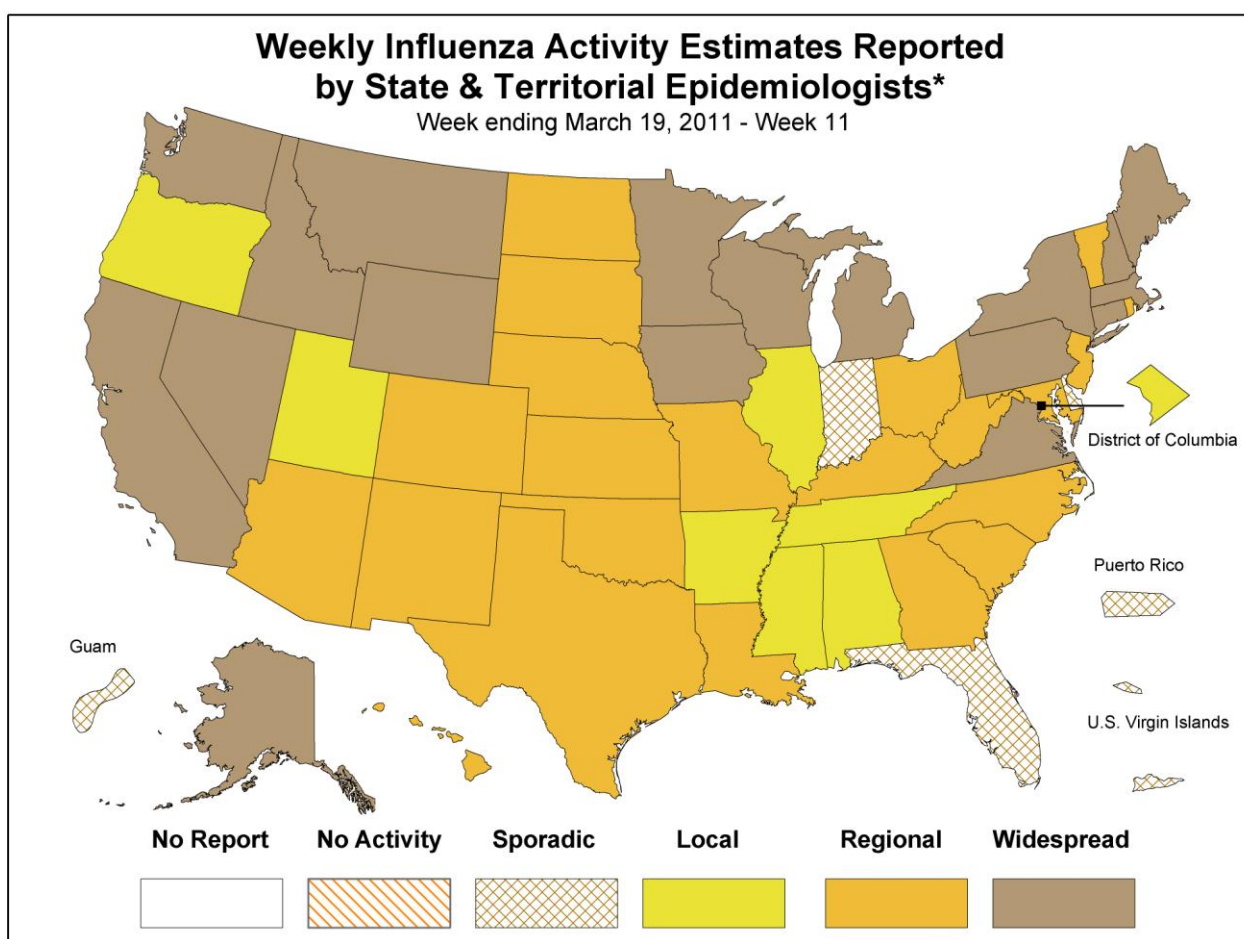 Weekly Influenza Activity Estimates Reported
by State & Territorial Epidemiologists*
Week ending March 19, 2011 - Week 11
District of Columbia
Puerto Rico
Guam
U.S. Virgin Islands
No Report No Activity Sporadic Local Regional Widespread